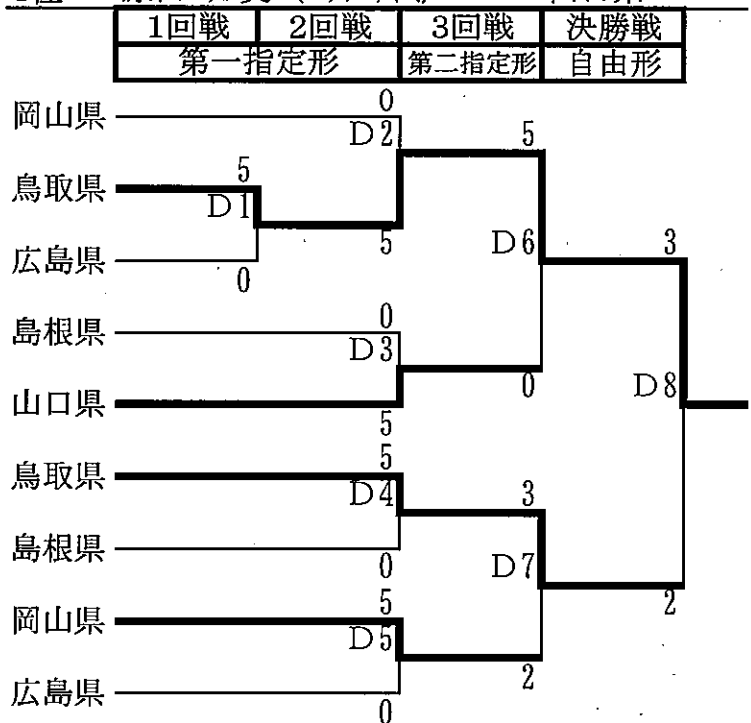 1回戦 2回戦 3回戦 決勝戦
第一指定形 第二指定形 自由形
岡山県 0
D2 5
鳥取県 5
D1
5 D6 3
広島県 0
島根県 0
D3
0 D8
山口県 5
鳥取県 5
D4 3
島根県 0 D7
2
岡山県 5
D5
2
広島県 0